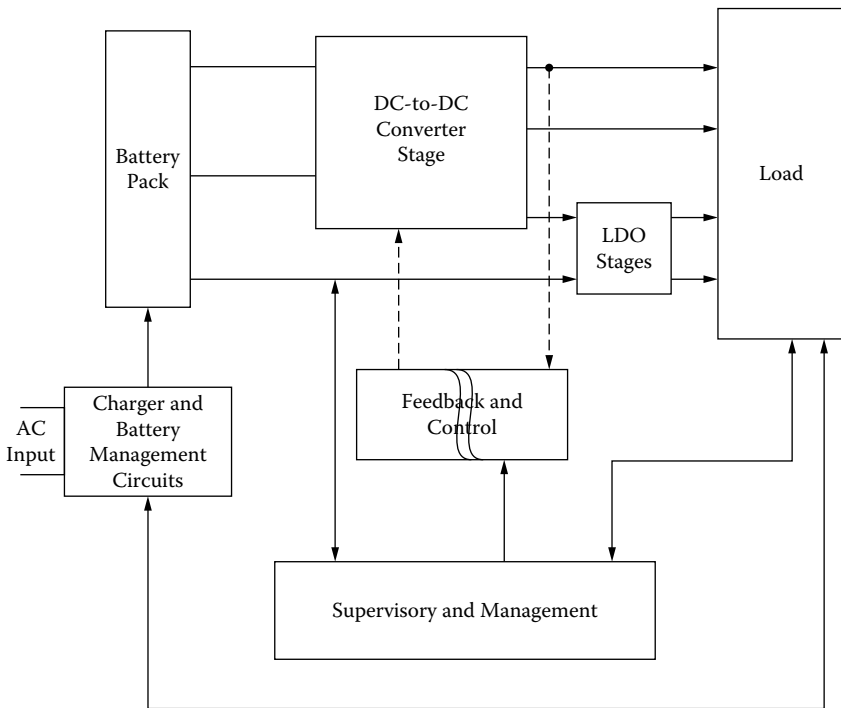 DC-to-DC
Converter
Stage
Battery
Pack
Load
LDO
Stages
Charger and
Battery
Management
Circuits
AC
Input
Feedback and
Control
Supervisory and Management